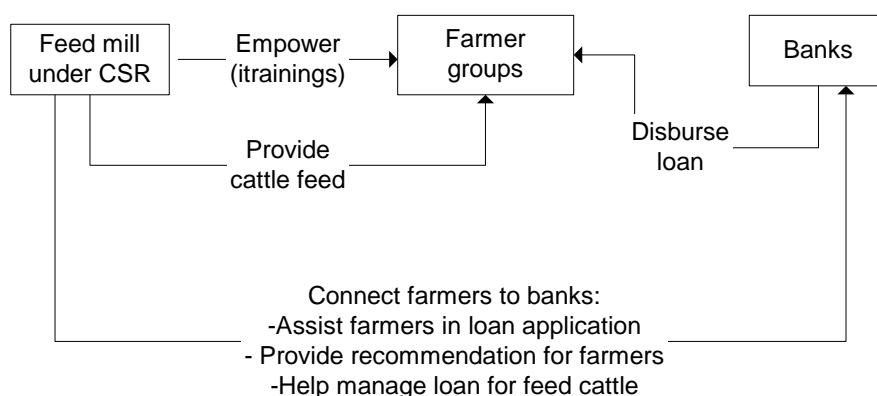 Feed mill
under CSR
Empower
(itrainings)
Farmer
groups
Banks
Provide
cattle feed
Disburse
loan
Connect farmers to banks:
-Assist farmers in loan application
- Provide recommendation for farmers
-Help manage loan for feed cattle